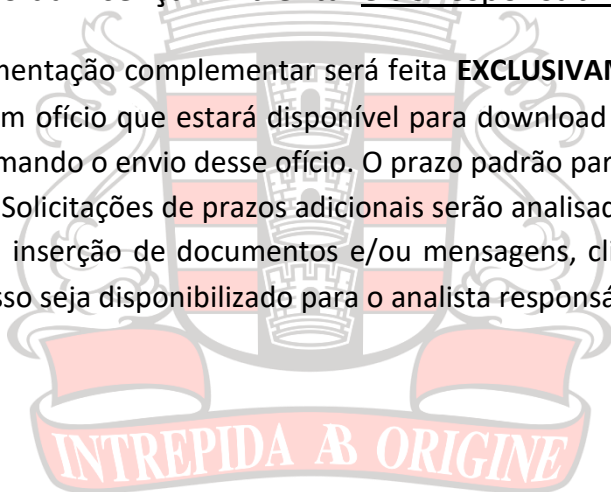 mentação complementar será feita EXCLUSIVAN
m ofício que estará disponível para download
mando o envio desse ofício. O prazo padrão par
Solicitações de prazos adicionais serão analisad
inserção de documentos e/ou mensagens, cli
sso seja disponibilizado para o analista responsá
INTREPIDA AB ORIGINE